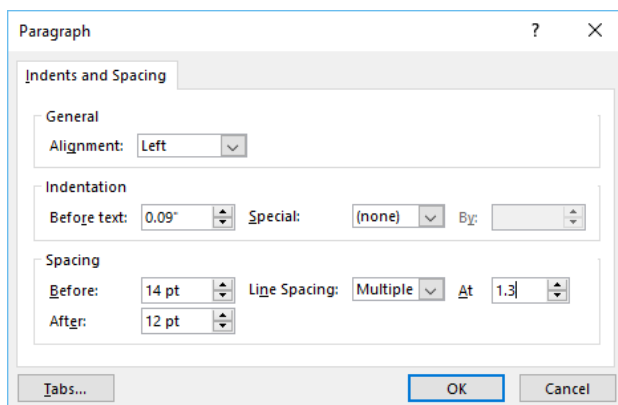 Paragraph ?
Indents and Spacing
General
Alignment: Left
Indentation
Before text: 0.09" Special: (none) By:
Spacing
Before: 14 pt Line Spacing: Multiple At 1.3
After: 12 pt
Tabs... OK Cancel